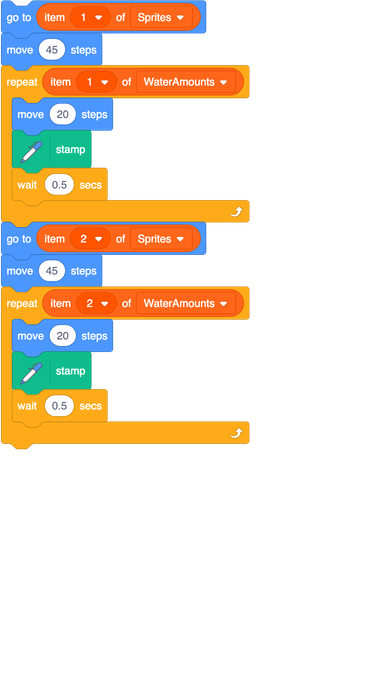 go to item 1 of Sprites
move 45 steps
repeat item 1 of WaterAmounts
move 20 steps
stamp
wait 0.5 secs
go to item 2 of Sprites
move 45 steps
repeat item 2 of WaterAmounts
move 20 steps
stamp
wait 0.5 secs